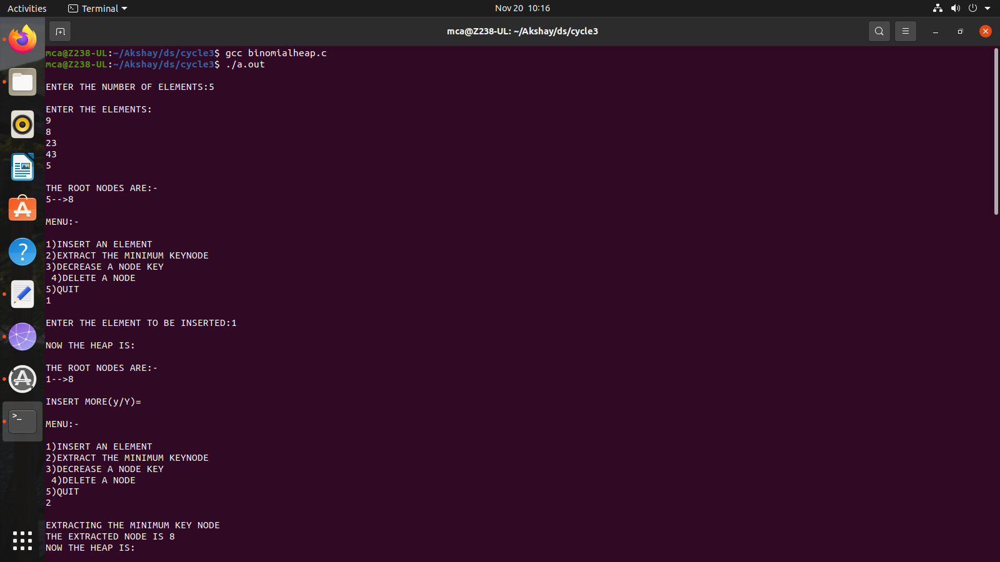 Activities Terminal Nov 20 10:16
mca@Z238-UL: ~/Akshay/ds/cycle3
mca@Z238-UL:~/Akshay/ds/cycle3$ gcc binomialheap.c
mca@Z238-UL:~/Akshay/ds/cycle3$ ./a.out
ENTER THE NUMBER OF ELEMENTS:5
ENTER THE ELEMENTS:
9
8
23
43
5
THE ROOT NODES ARE:-
5-->8
MENU:-
1)INSERT AN ELEMENT
2)EXTRACT THE MINIMUM KEYNODE
3)DECREASE A NODE KEY
4)DELETE A NODE
5)QUIT
1
ENTER THE ELEMENT TO BE INSERTED:1
NOW THE HEAP IS:
THE ROOT NODES ARE:-
1-->8
INSERT MORE(y/Y)=
MENU:-
1)INSERT AN ELEMENT
2)EXTRACT THE MINIMUM KEYNODE
3)DECREASE A NODE KEY
4)DELETE A NODE
5)QUIT
2
EXTRACTING THE MINIMUM KEY NODE
THE EXTRACTED NODE IS 8
NOW THE HEAP IS: